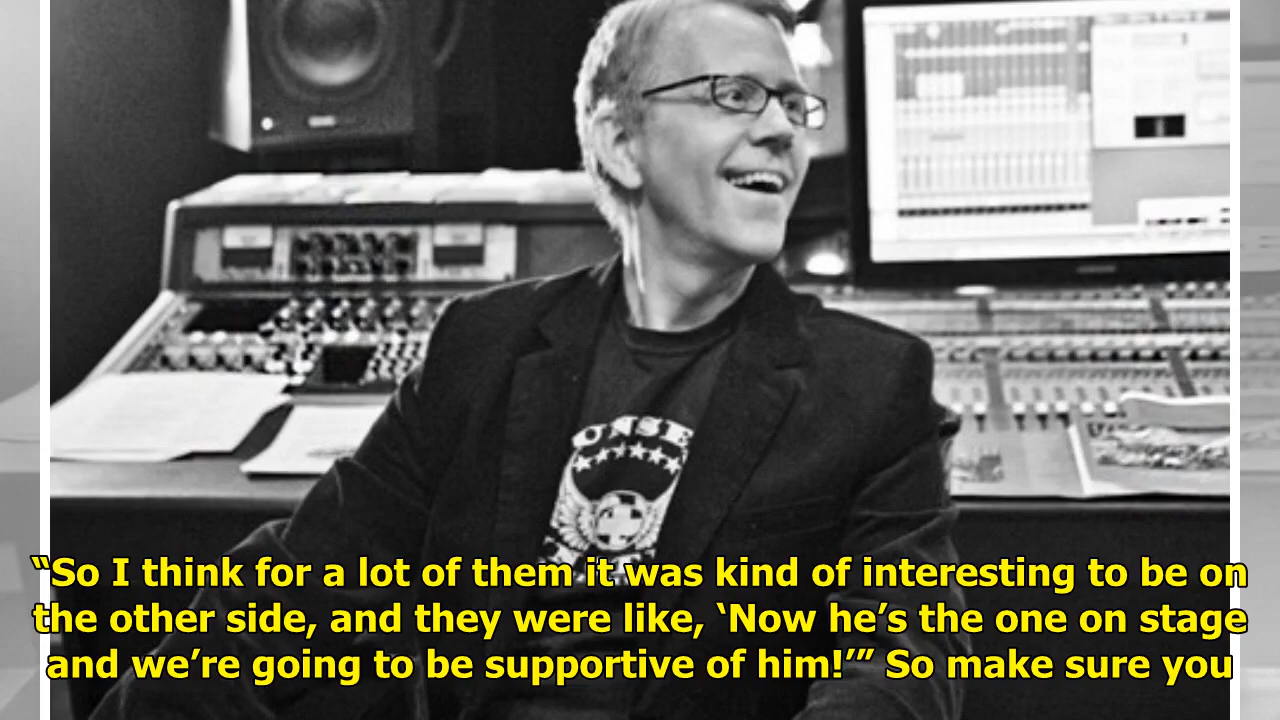 UNSE
“So I think for a lot of them it was kind of interesting to be on
the other side, and they were like, ‘Now he’s the one on stage
and we’re going to be supportive of him!’” So make sure you